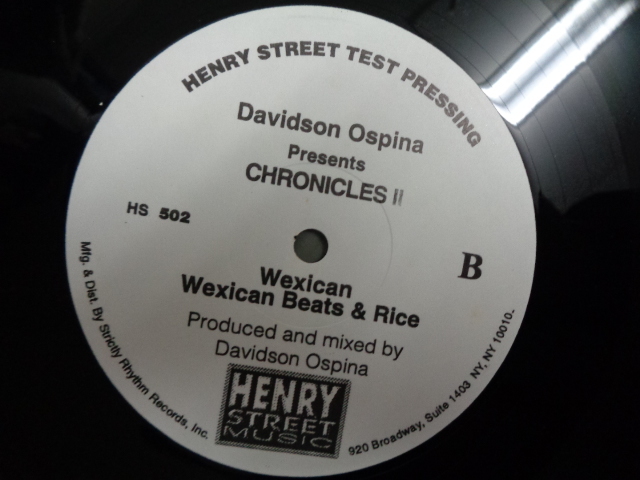 HENRY STREET TEST PRESSING
Davidson Ospina
Presents
CHRONICLES II
HS 502
B
Wexican
Wexican Beats & Rice
Produced and mixed by
Davidson Ospina
HENRY
STREET
MUSIC
Mfg. & Dist. By Strictly Rhythm Records, Inc.
920 Broadway, Suite 1403 NY, NY 10010-